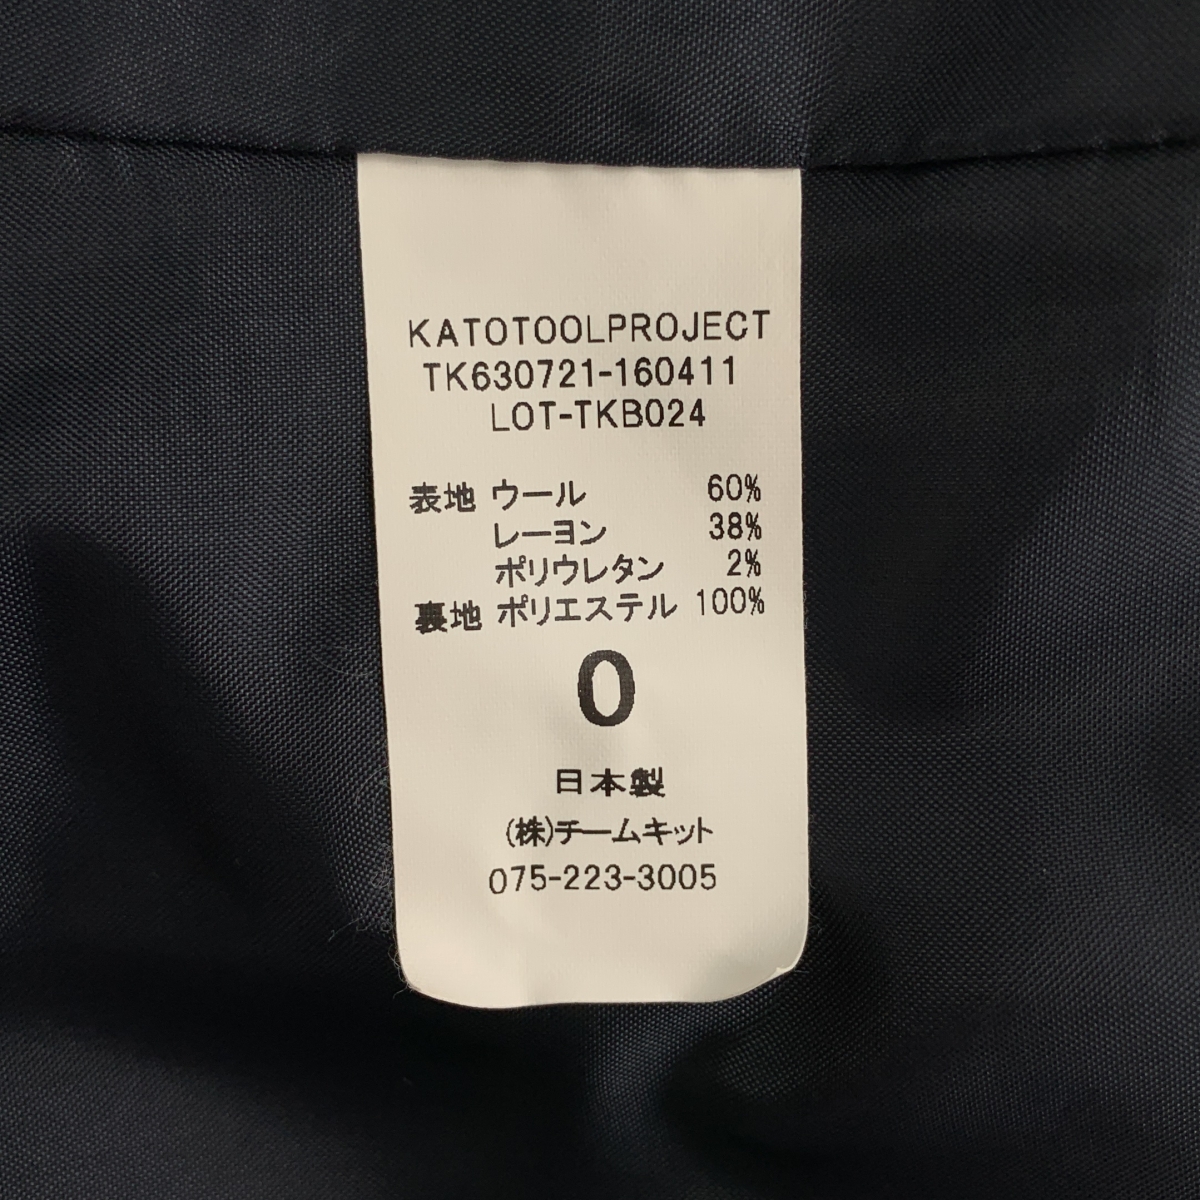 KATOTOOLPROJECT
TK630721-160411
LOT-TKB024
表地 ウール 60%
レーヨン 38%
ポリウレタン 2%
裏地 ポリエステル 100%
0
日本製
(株)チームキット
075-223-3005